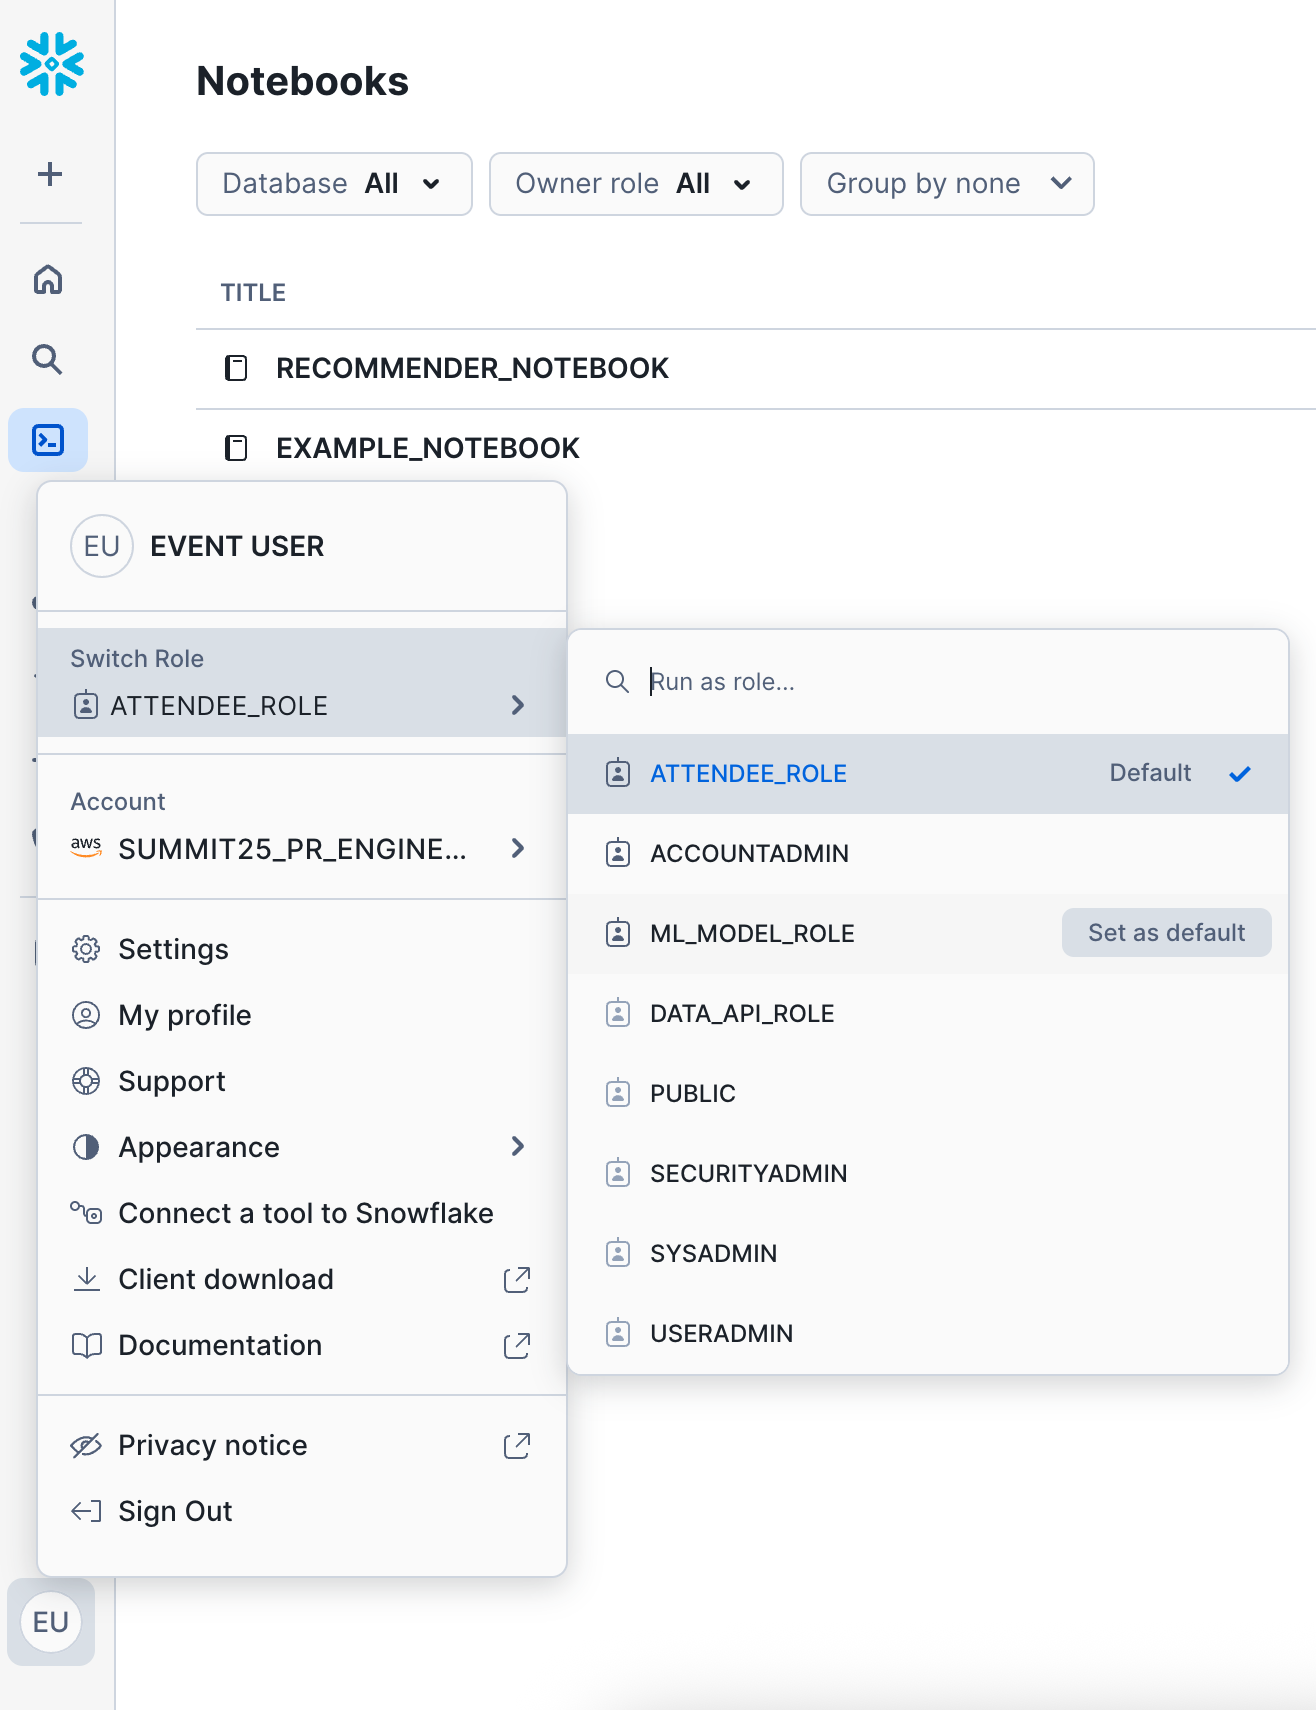 Notebooks
Database All
Owner role All
Group by none
TITLE
RECOMMENDER_NOTEBOOK
EXAMPLE_NOTEBOOK
EU EVENT USER
Switch Role
ATTENDEE_ROLE
Account
aws SUMMIT25_PR_ENGINE...
Settings
My profile
Support
Appearance
Connect a tool to Snowflake
Client download
Documentation
Privacy notice
Sign Out
Run as role...
ATTENDEE_ROLE Default
ACCOUNTADMIN
ML_MODEL_ROLE Set as default
DATA_API_ROLE
PUBLIC
SECURITYADMIN
SYSADMIN
USERADMIN
EU